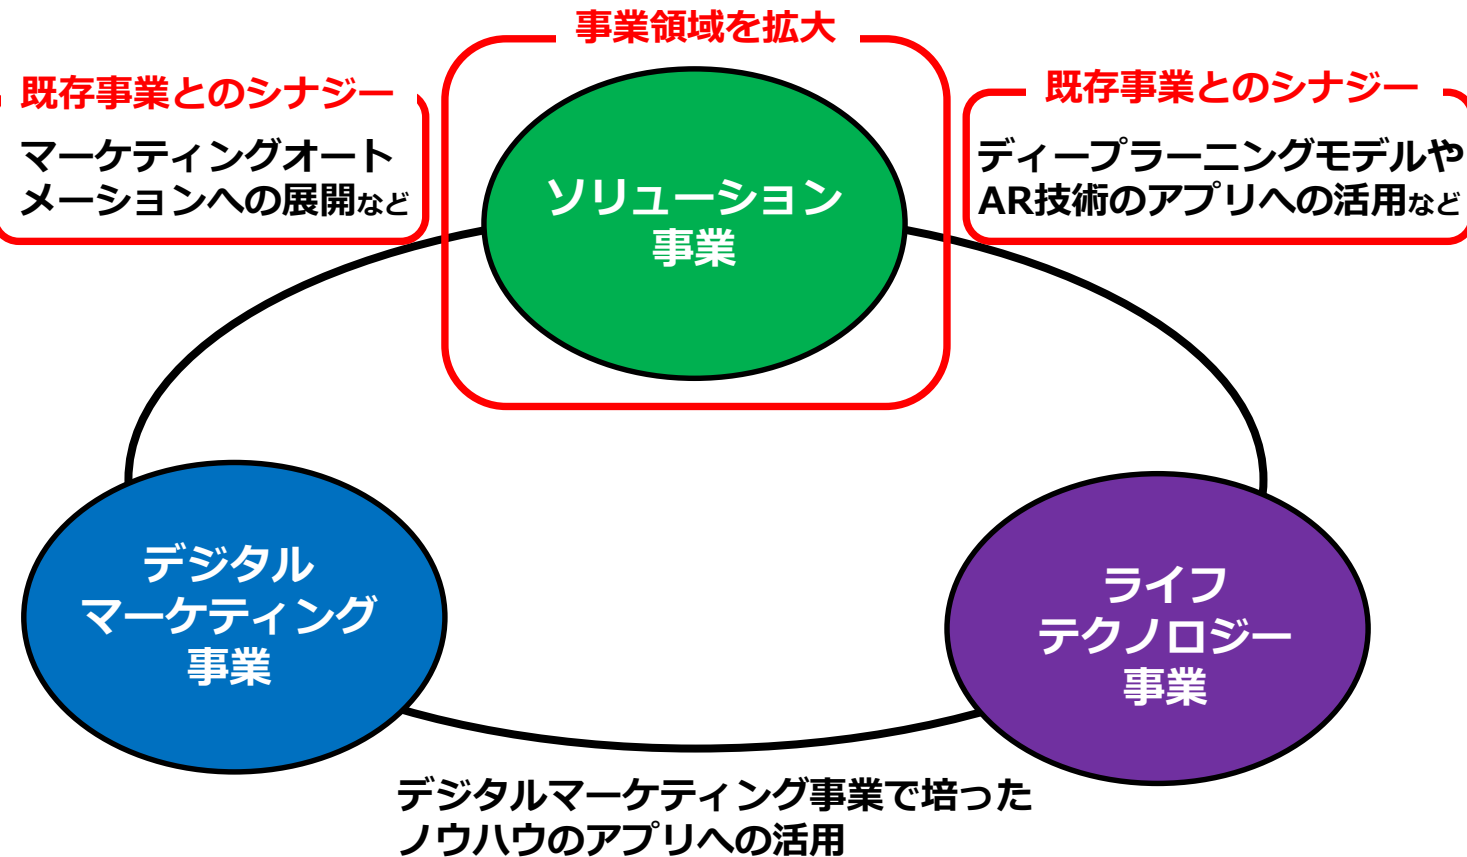 事業領域を拡大
既存事業とのシナジー
マーケティングオート
メーションへの展開など
既存事業とのシナジー
ディープラーニングモデルや
AR技術のアプリへの活用など
ソリューション
事業
デジタル
マーケティング
事業
ライフ
テクノロジー
事業
デジタルマーケティング事業で培った
ノウハウのアプリへの活用